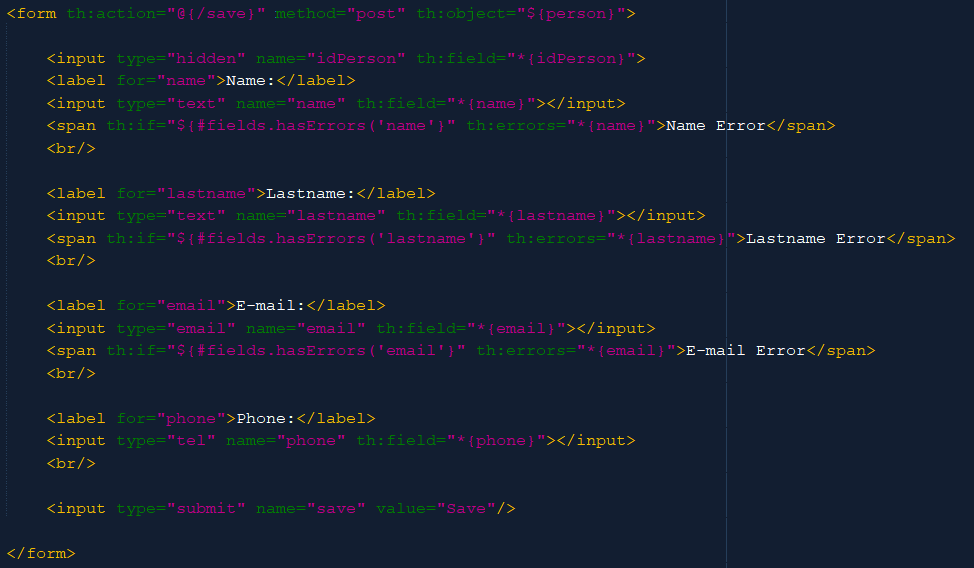 <form th:action="@{/save}" method="post" th:object="${person}">
<input type="hidden" name="idPerson" th:field="*{idPerson}">
<label for="name">Name:</label>
<input type="text" name="name" th:field="*{name}"></input>
<span th:if="${#fields.hasErrors('name'}" th:errors="*{name}">Name Error</span>
<br/>
<label for="lastname">Lastname:</label>
<input type="text" name="lastname" th:field="*{lastname}"></input>
<span th:if="${#fields.hasErrors('lastname'}" th:errors="*{lastname}">Lastname Error</span>
<br/>
<label for="email">E-mail:</label>
<input type="email" name="email" th:field="*{email}"></input>
<span th:if="${#fields.hasErrors('email'}" th:errors="*{email}">E-mail Error</span>
<br/>
<label for="phone">Phone:</label>
<input type="tel" name="phone" th:field="*{phone}"></input>
<br/>
<input type="submit" name="save" value="Save"/>
</form>